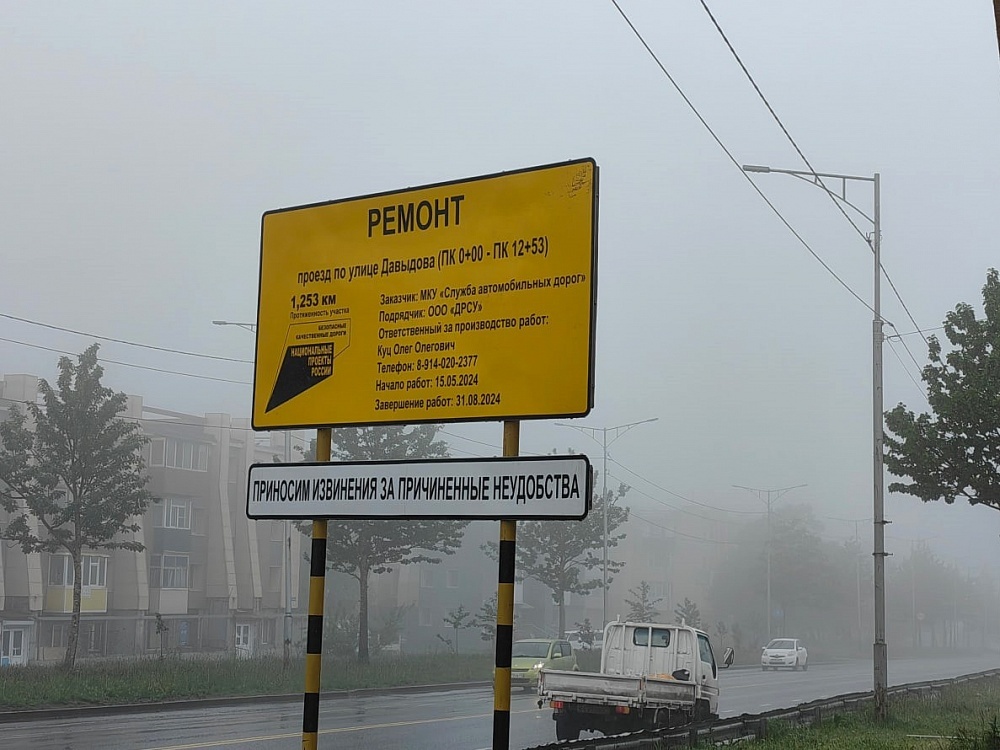 РЕМОНТ
проезд по улице Давыдова (ПК 0+00 - ПК 12+53)
1,253 км
Протяженность участка
БЕЗОПАСНЫЕ
КАЧЕСТВЕННЫЕ ДОРОГИ
НАЦИОНАЛЬНЫЕ
ПРОЕКТЫ
РОССИИ
Заказчик: МКУ «Служба автомобильных дорог»
Подрядчик: ООО «ДРСУ»
Ответственный за производство работ:
Куц Олег Олегович
Телефон: 8-914-020-2377
Начало работ: 15.05.2024
Завершение работ: 31.08.2024
ПРИНОСИМ ИЗВИНЕНИЯ ЗА ПРИЧИНЕННЫЕ НЕУДОБСТВА